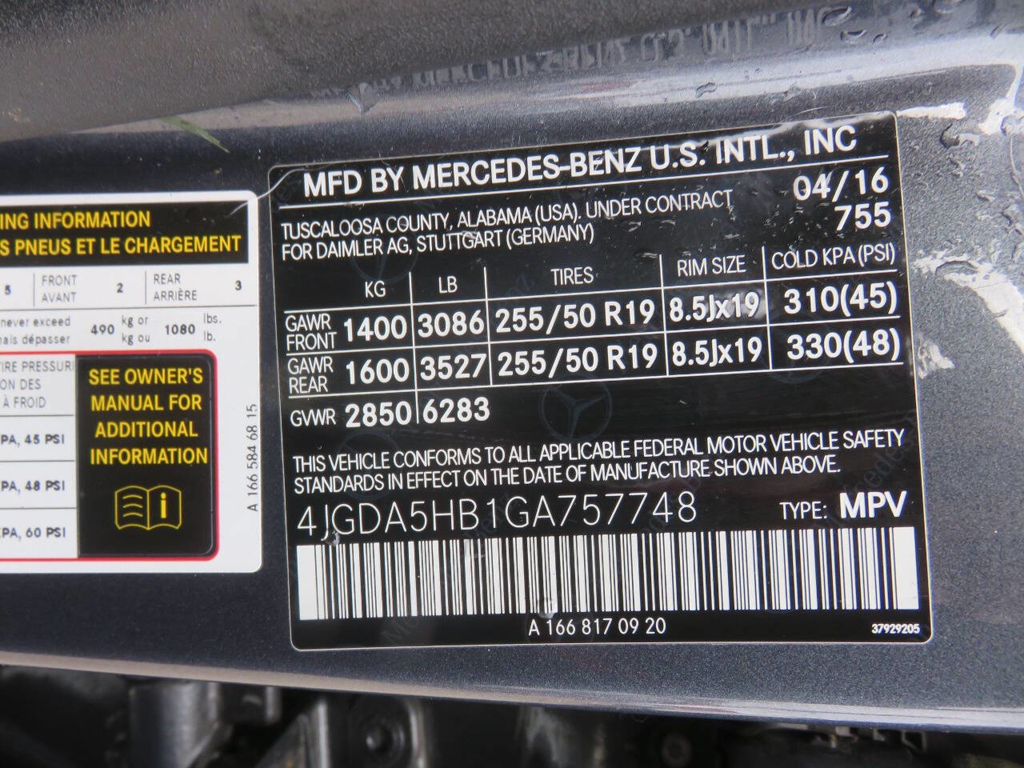 ING INFORMATION
S PNEUS ET LE CHARGEMENT
5 FRONT AVANT 2 REAR ARRIÈRE 3
never exceed 490 kg or 1080 lbs.
mais dépasser kg ou lb.
TIRE PRESSUR
ON DES
À FROID
PA, 45 PSI
PA, 48 PSI
PA, 60 PSI
SEE OWNER'S
MANUAL FOR
ADDITIONAL
INFORMATION
A 166 584 68 15
MFD BY MERCEDES-BENZ U.S. INTL., INC
TUSCALOOSA COUNTY, ALABAMA (USA). UNDER CONTRACT 04/16
FOR DAIMLER AG, STUTTGART (GERMANY) 755
KG LB TIRES RIM SIZE COLD KPA (PSI)
GAWR FRONT 1400 3086 255/50 R19 8.5Jx19 310(45)
GAWR REAR 1600 3527 255/50 R19 8.5Jx19 330(48)
GVWR 2850 6283
THIS VEHICLE CONFORMS TO ALL APPLICABLE FEDERAL MOTOR VEHICLE SAFETY
STANDARDS IN EFFECT ON THE DATE OF MANUFACTURE SHOWN ABOVE.
4JGDA5HB1GA757748 TYPE: MPV
A 166 817 09 20
37929205